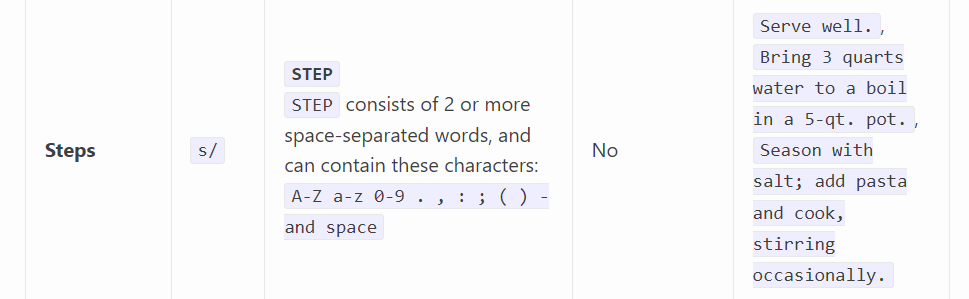 Steps
s/
STEP
STEP consists of 2 or more
space-separated words, and
can contain these characters:
A-Z a-z 0-9 . , : ; ( ) -
and space
No
Serve well. ,
Bring 3 quarts
water to a boil
in a 5-qt. pot. ,
Season with
salt; add pasta
and cook,
stirring
occasionally.